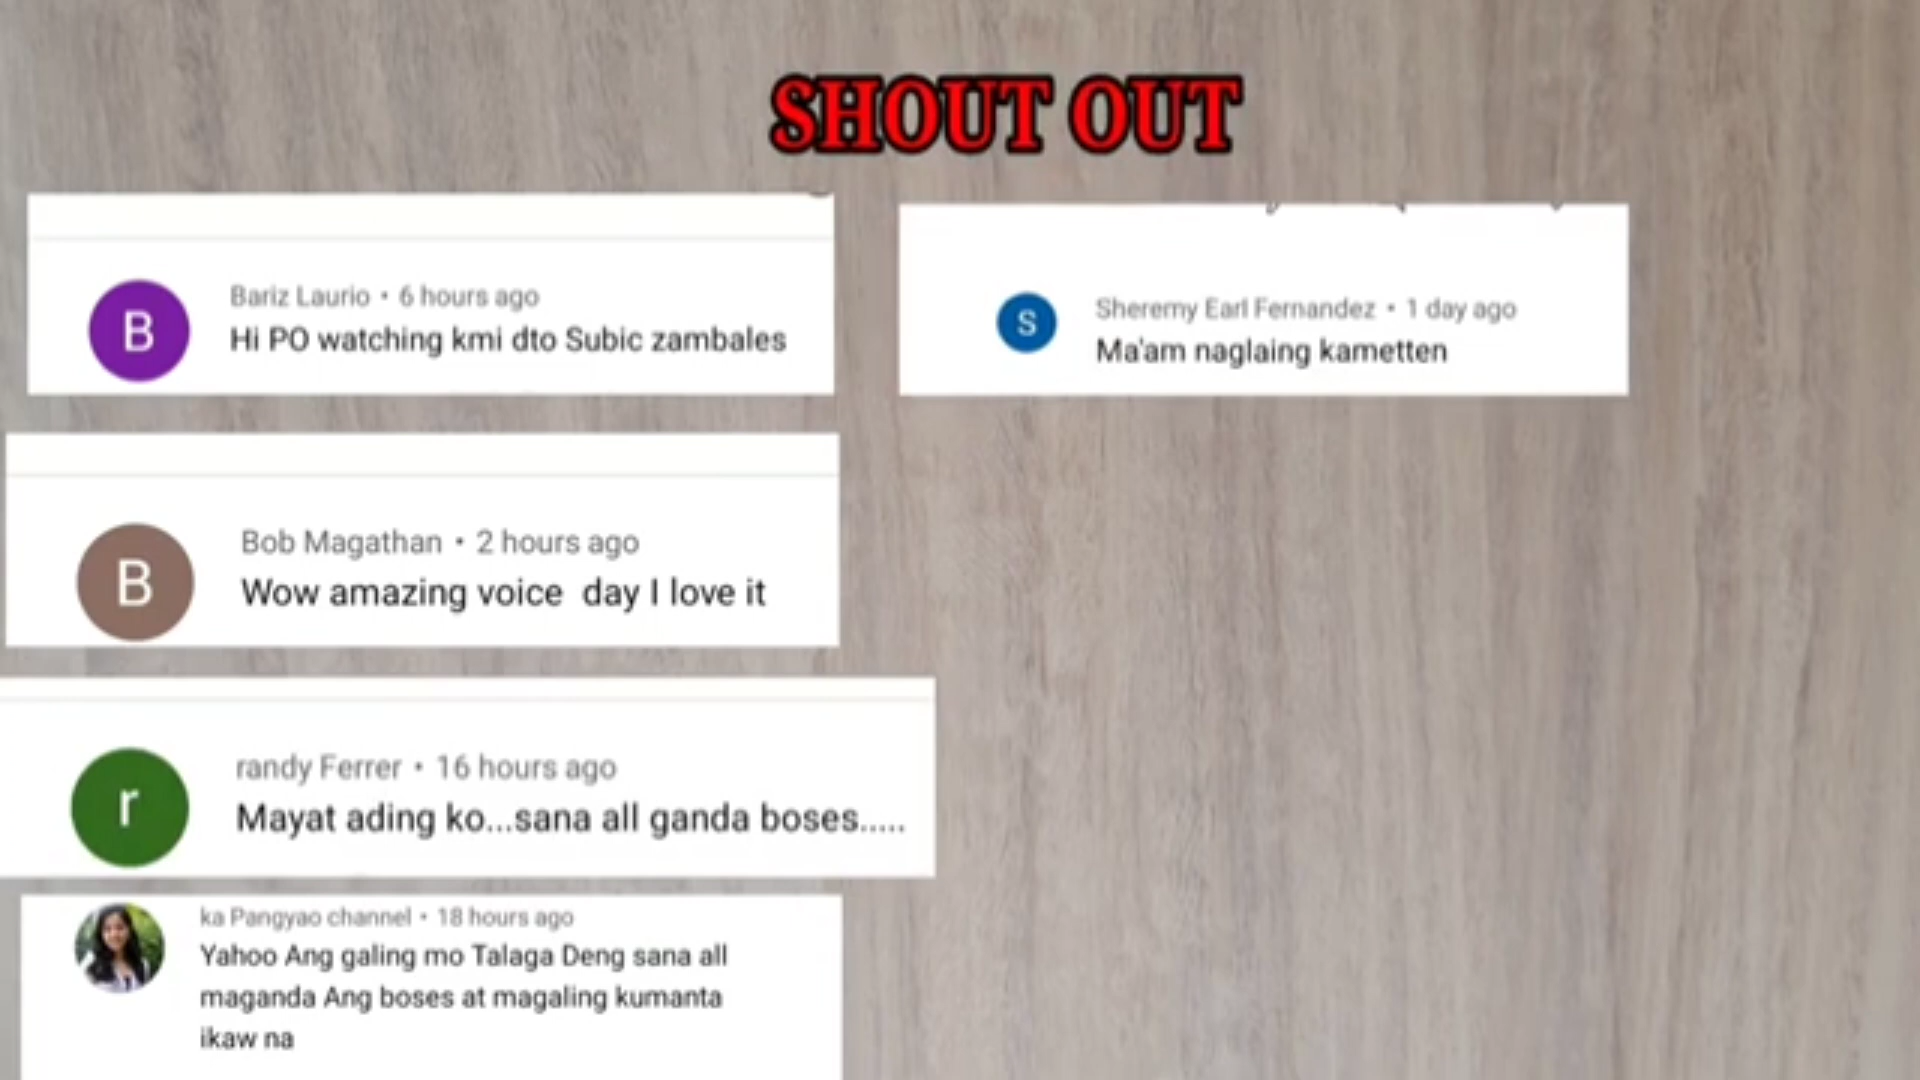 SHOUT OUT
B
Bariz Laurio • 6 hours ago
Hi PO watching kmi dto Subic zambales
S
Sheremy Earl Fernandez • 1 day ago
Ma'am naglaing kametten
B
Bob Magathan • 2 hours ago
Wow amazing voice day I love it
r
randy Ferrer • 16 hours ago
Mayat ading ko...sana all ganda boses.....
ka Pangyao channel • 18 hours ago
Yahoo Ang galing mo Talaga Deng sana all
maganda Ang boses at magaling kumanta
ikaw na